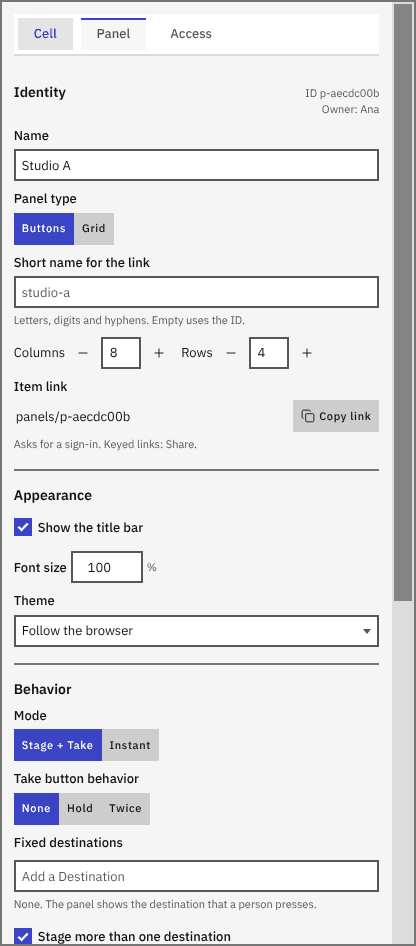 Cell Panel Access
Identity ID p-aecdc00b
Owner: Ana
Name
Studio A
Panel type
Buttons Grid
Short name for the link
studio-a
Letters, digits and hyphens. Empty uses the ID.
Columns − 8 + Rows − 4 +
Item link
panels/p-aecdc00b Copy link
Asks for a sign-in. Keyed links: Share.
Appearance
Show the title bar
Font size 100 %
Theme
Follow the browser
Behavior
Mode
Stage + Take Instant
Take button behavior
None Hold Twice
Fixed destinations
Add a Destination
None. The panel shows the destination that a person presses.
Stage more than one destination